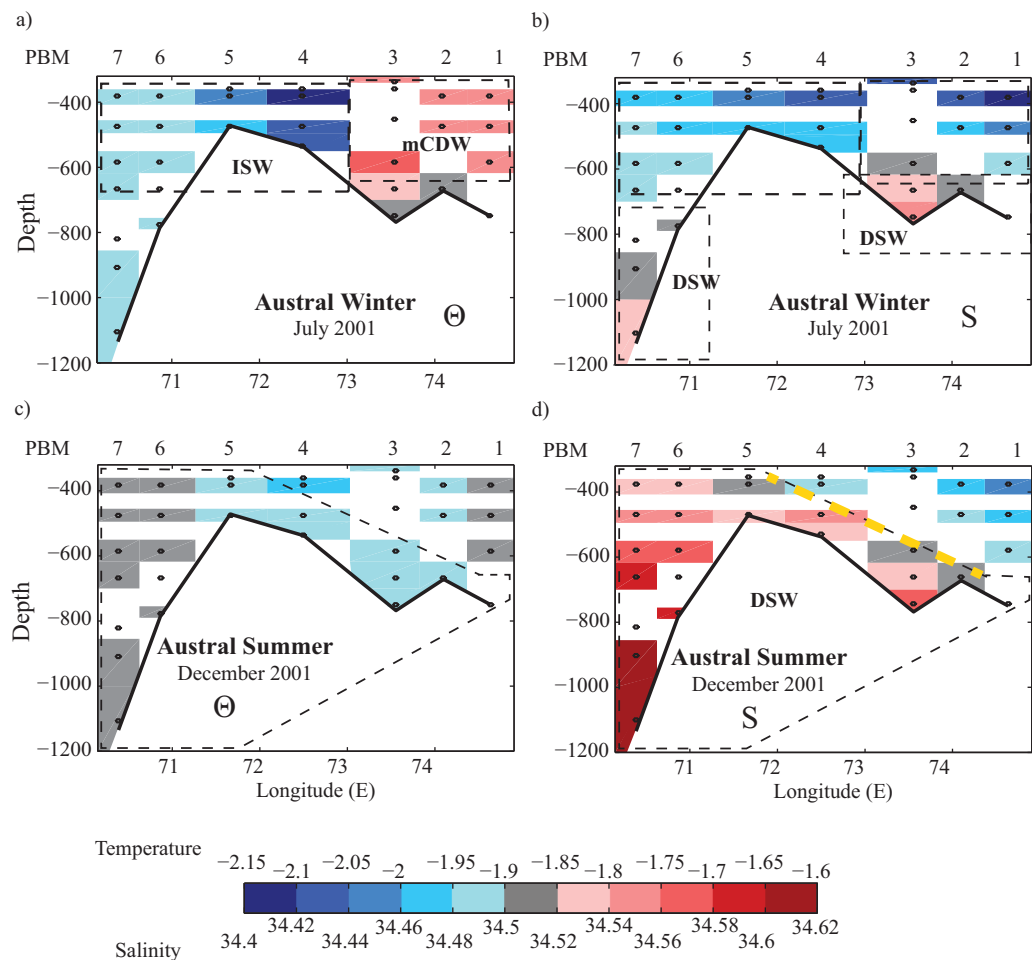 a)
PBM 7 6 5 4 3 2 1
−400
−600
−800
−1000
−1200
Depth
ISW
mCDW
Austral Winter
July 2001
Θ
71 72 73 74
b)
PBM 7 6 5 4 3 2 1
−400
−600
−800
−1000
−1200
DSW
DSW
Austral Winter
July 2001
S
71 72 73 74
c)
PBM 7 6 5 4 3 2 1
−400
−600
−800
−1000
−1200
Depth
Austral Summer
December 2001
Θ
71 72 73 74
Longitude (E)
d)
PBM 7 6 5 4 3 2 1
−400
−600
−800
−1000
−1200
DSW
Austral Summer
December 2001
S
71 72 73 74
Longitude (E)
Temperature
−2.15 −2.1 −2.05 −2 −1.95 −1.9 −1.85 −1.8 −1.75 −1.7 −1.65 −1.6
34.4 34.42 34.44 34.46 34.48 34.5 34.52 34.54 34.56 34.58 34.6 34.62
Salinity